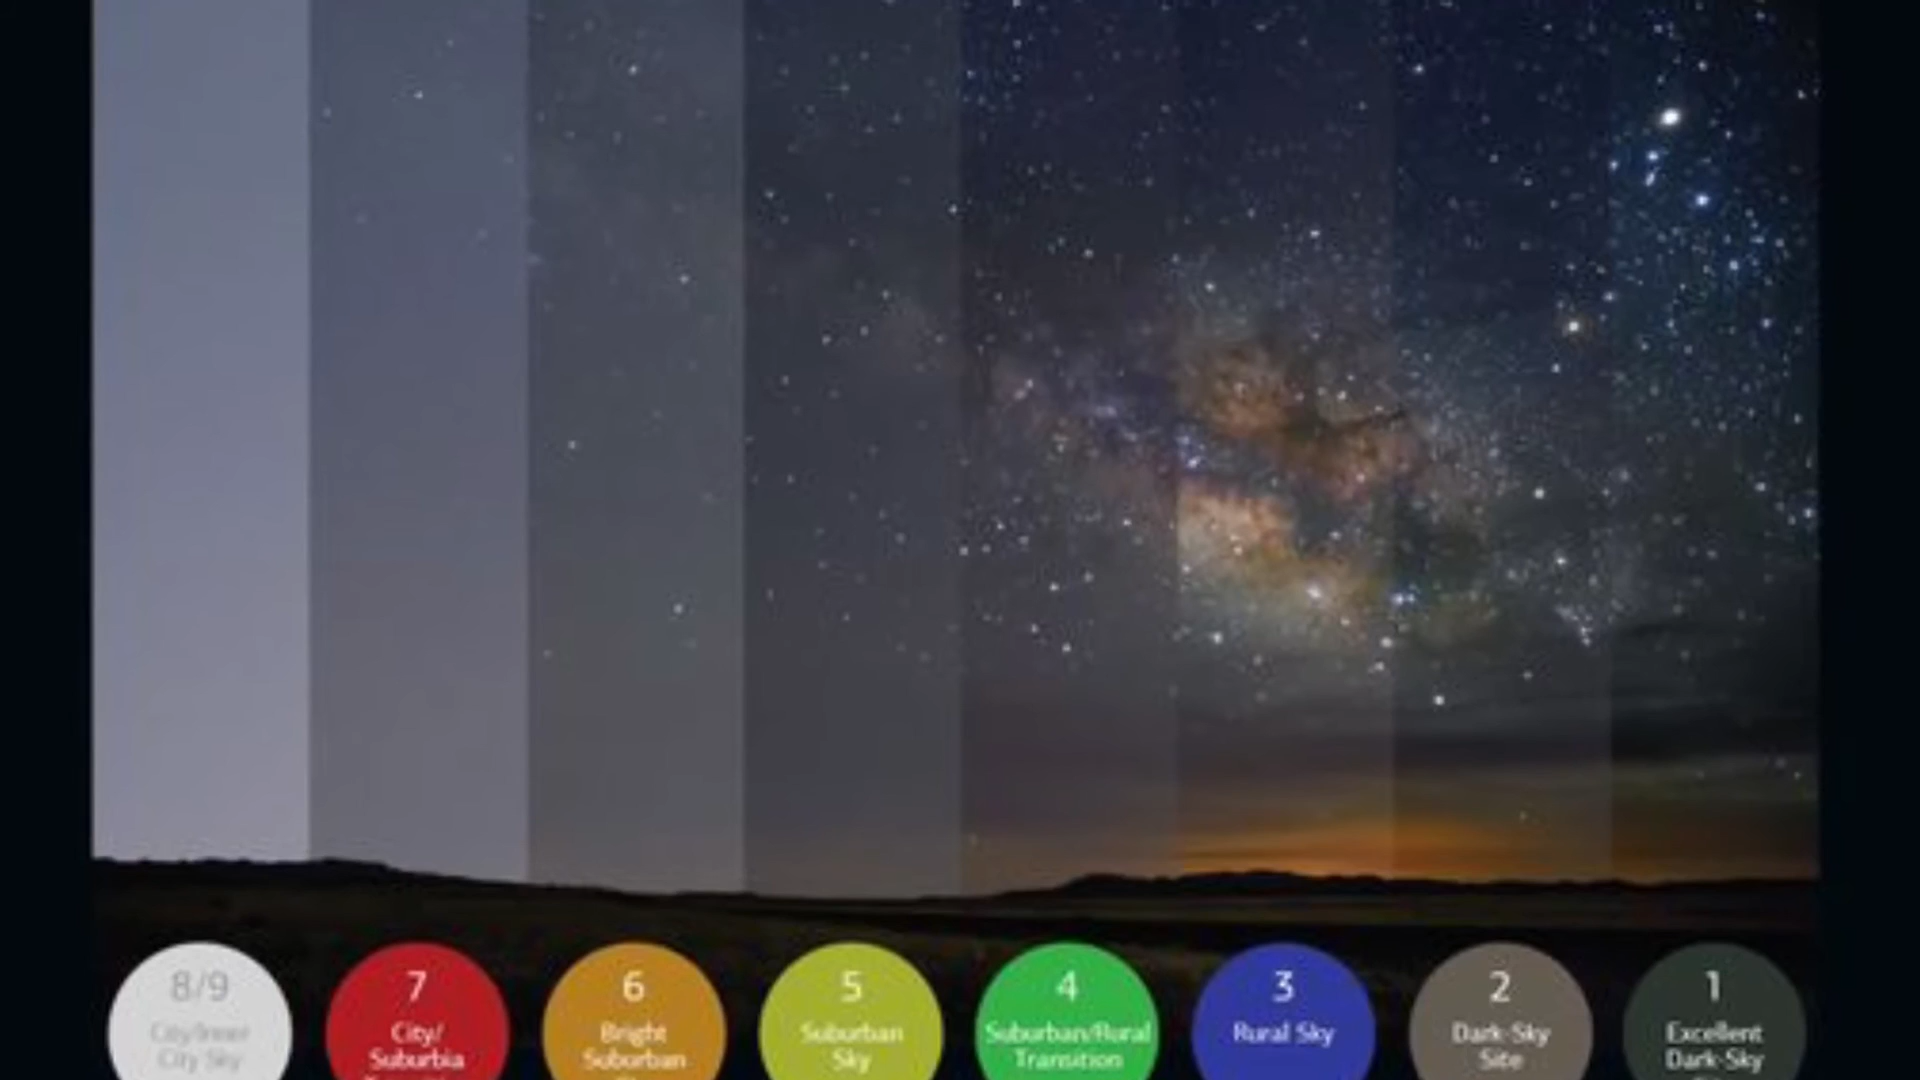 8/9
City/Inner
City Sky
7
City/
Suburbia
6
Bright
Suburban
5
Suburban
Sky
4
Suburban/Rural
Transition
3
Rural Sky
2
Dark-Sky
Site
1
Excellent
Dark-Sky